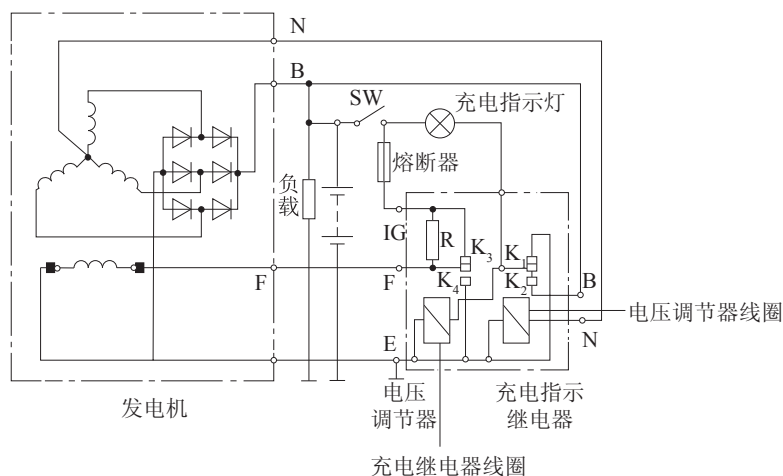 N
B
SW
充电指示灯
熔断器
负
载
IG
R
K3
K1
K4
K2
B
F
F
电压调节器线圈
N
E
发电机
电压
调节器
充电指示
继电器
充电继电器线圈